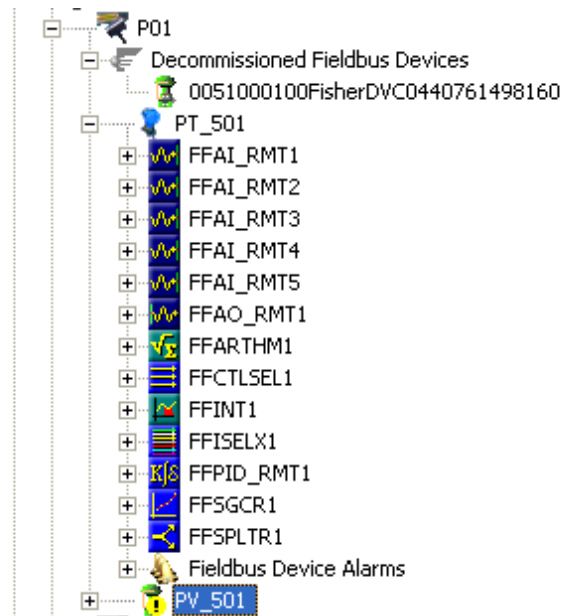 P01
Decommissioned Fieldbus Devices
0051000100FisherDVC0440761498160
PT_501
FFAI_RMT1
FFAI_RMT2
FFAI_RMT3
FFAI_RMT4
FFAI_RMT5
FFAO_RMT1
FFARTHM1
FFCTLSEL1
FFINT1
FFISELX1
FFPID_RMT1
FFSGCR1
FFSPLTR1
Fieldbus Device Alarms
PV_501